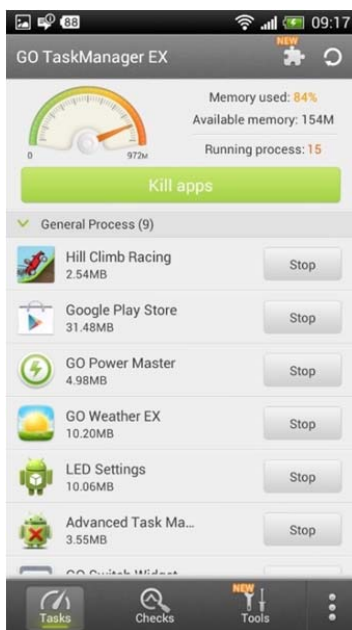 88 09:17
GO TaskManager EX NEW
Memory used: 84%
Available memory: 154M
0 972M Running process: 15
Kill apps
General Process (9)
Hill Climb Racing
2.54MB Stop
Google Play Store
31.48MB Stop
GO Power Master
4.98MB Stop
GO Weather EX
10.20MB Stop
LED Settings
10.06MB Stop
Advanced Task Ma...
3.55MB Stop
GO Switch Widget
NEW
Tasks Checks Tools